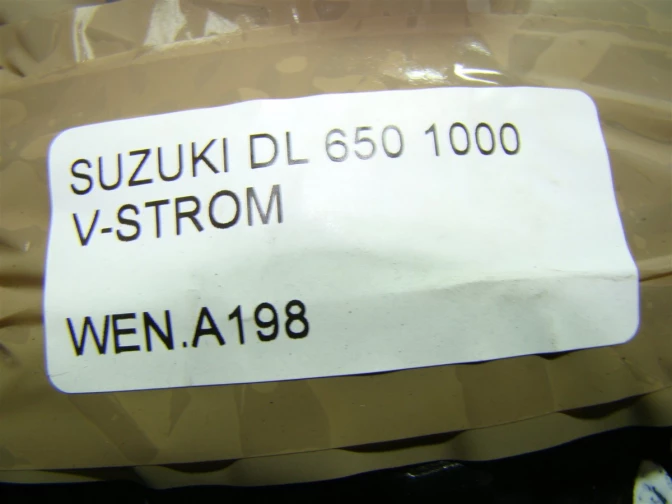 SUZUKI DL 650 1000
V-STROM
WEN.A198